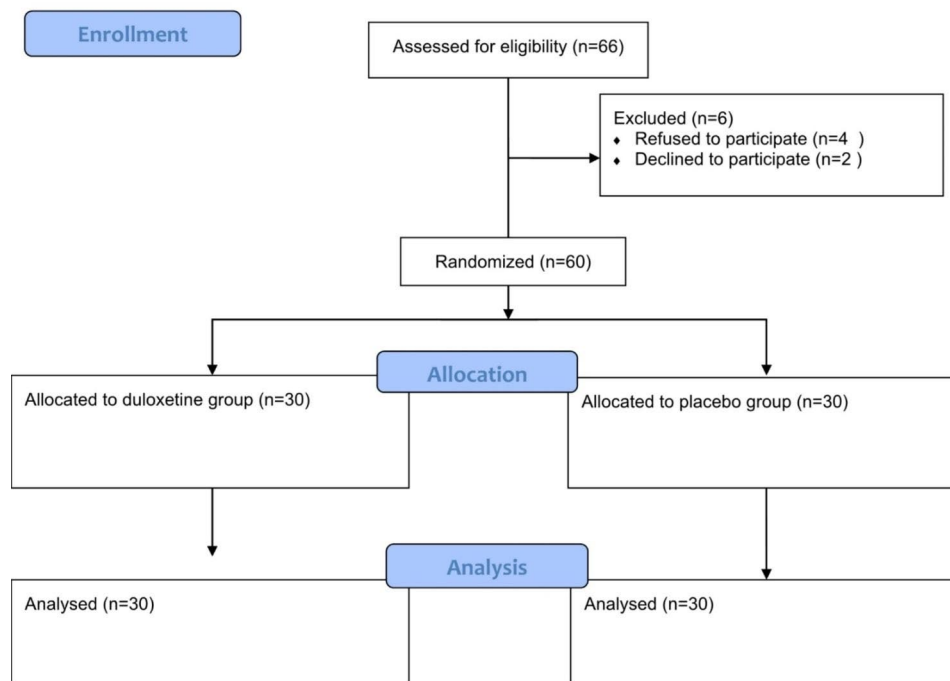 Enrollment
Assessed for eligibility (n=66)
Excluded (n=6)
♦ Refused to participate (n=4 )
♦ Declined to participate (n=2 )
Randomized (n=60)
Allocation
Allocated to duloxetine group (n=30)
Allocated to placebo group (n=30)
Analysis
Analysed (n=30)
Analysed (n=30)